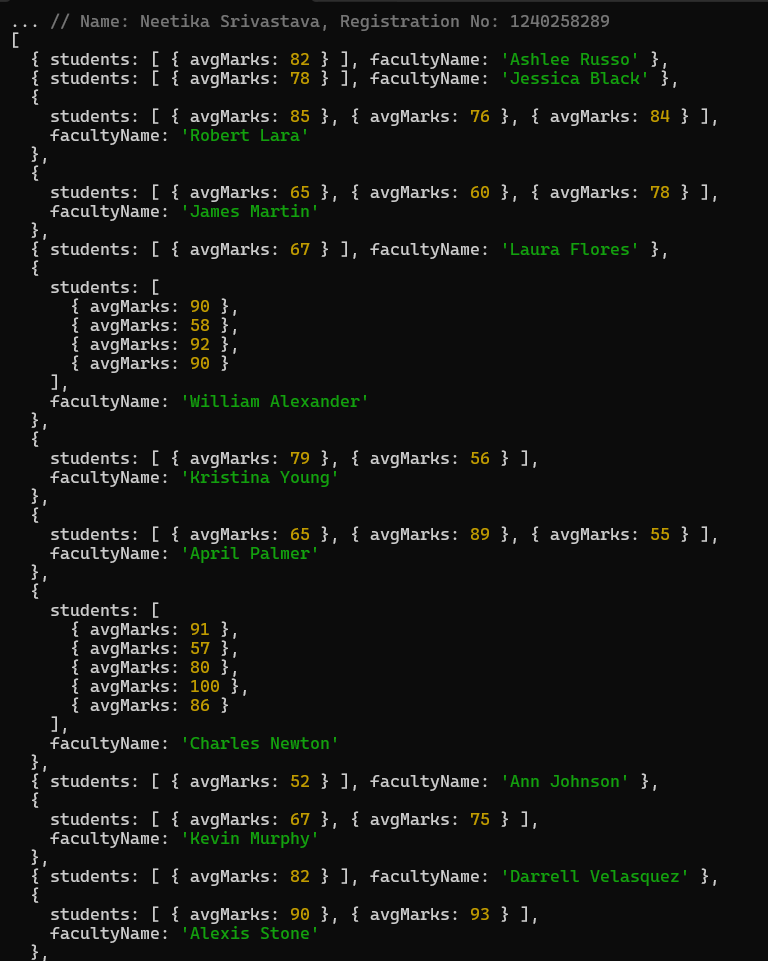 ... // Name: Neetika Srivastava, Registration No: 1240258289
[
  { students: [ { avgMarks: 82 } ], facultyName: 'Ashlee Russo' },
  { students: [ { avgMarks: 78 } ], facultyName: 'Jessica Black' },
  {
    students: [ { avgMarks: 85 }, { avgMarks: 76 }, { avgMarks: 84 } ],
    facultyName: 'Robert Lara'
  },
  {
    students: [ { avgMarks: 65 }, { avgMarks: 60 }, { avgMarks: 78 } ],
    facultyName: 'James Martin'
  },
  { students: [ { avgMarks: 67 } ], facultyName: 'Laura Flores' },
  {
    students: [
      { avgMarks: 90 },
      { avgMarks: 58 },
      { avgMarks: 92 },
      { avgMarks: 90 }
    ],
    facultyName: 'William Alexander'
  },
  {
    students: [ { avgMarks: 79 }, { avgMarks: 56 } ],
    facultyName: 'Kristina Young'
  },
  {
    students: [ { avgMarks: 65 }, { avgMarks: 89 }, { avgMarks: 55 } ],
    facultyName: 'April Palmer'
  },
  {
    students: [
      { avgMarks: 91 },
      { avgMarks: 57 },
      { avgMarks: 80 },
      { avgMarks: 100 },
      { avgMarks: 86 }
    ],
    facultyName: 'Charles Newton'
  },
  { students: [ { avgMarks: 52 } ], facultyName: 'Ann Johnson' },
  {
    students: [ { avgMarks: 67 }, { avgMarks: 75 } ],
    facultyName: 'Kevin Murphy'
  },
  { students: [ { avgMarks: 82 } ], facultyName: 'Darrell Velasquez' },
  {
    students: [ { avgMarks: 90 }, { avgMarks: 93 } ],
    facultyName: 'Alexis Stone'
  },